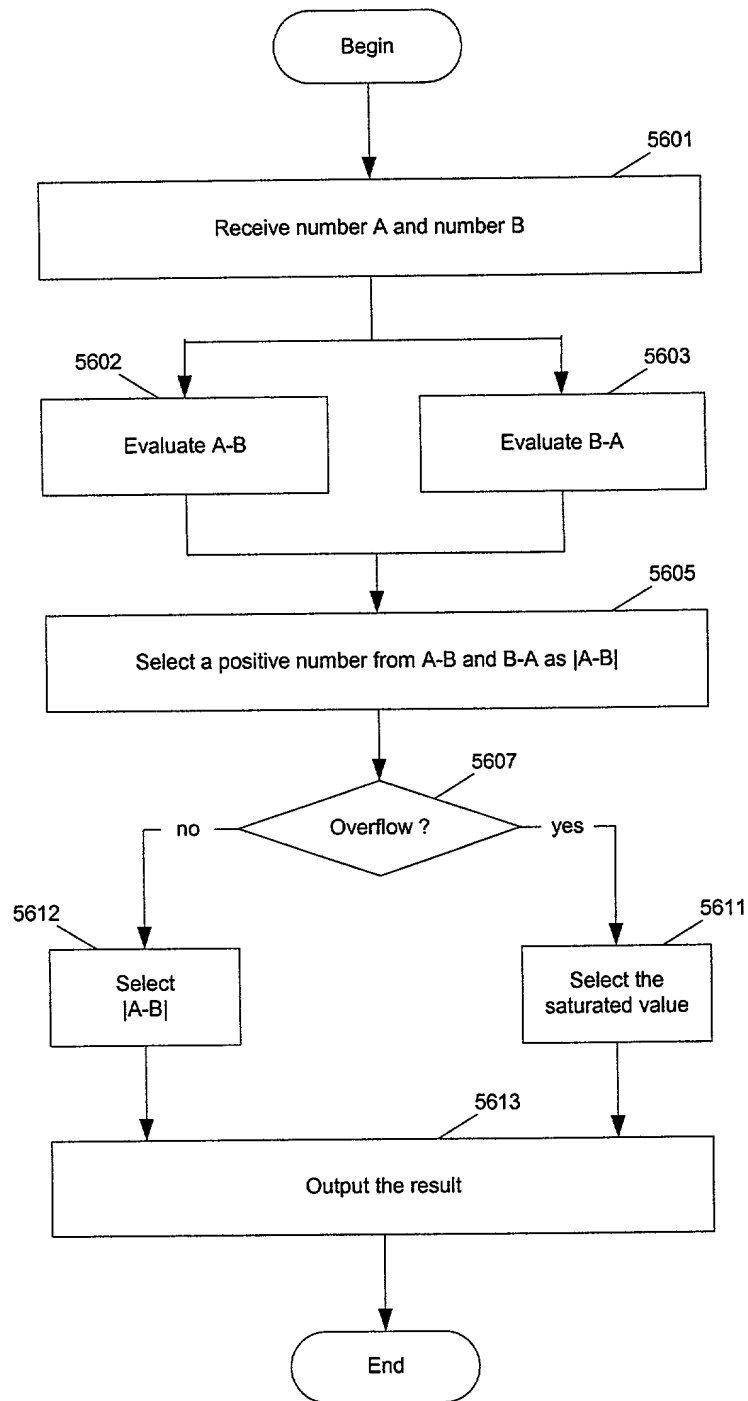 Begin
5601
Receive number A and number B
5602
5603
Evaluate A-B
Evaluate B-A
5605
Select a positive number from A-B and B-A as |A-B|
5607
Overflow ?
no
yes
5612
5611
Select
|A-B|
Select the
saturated value
5613
Output the result
End